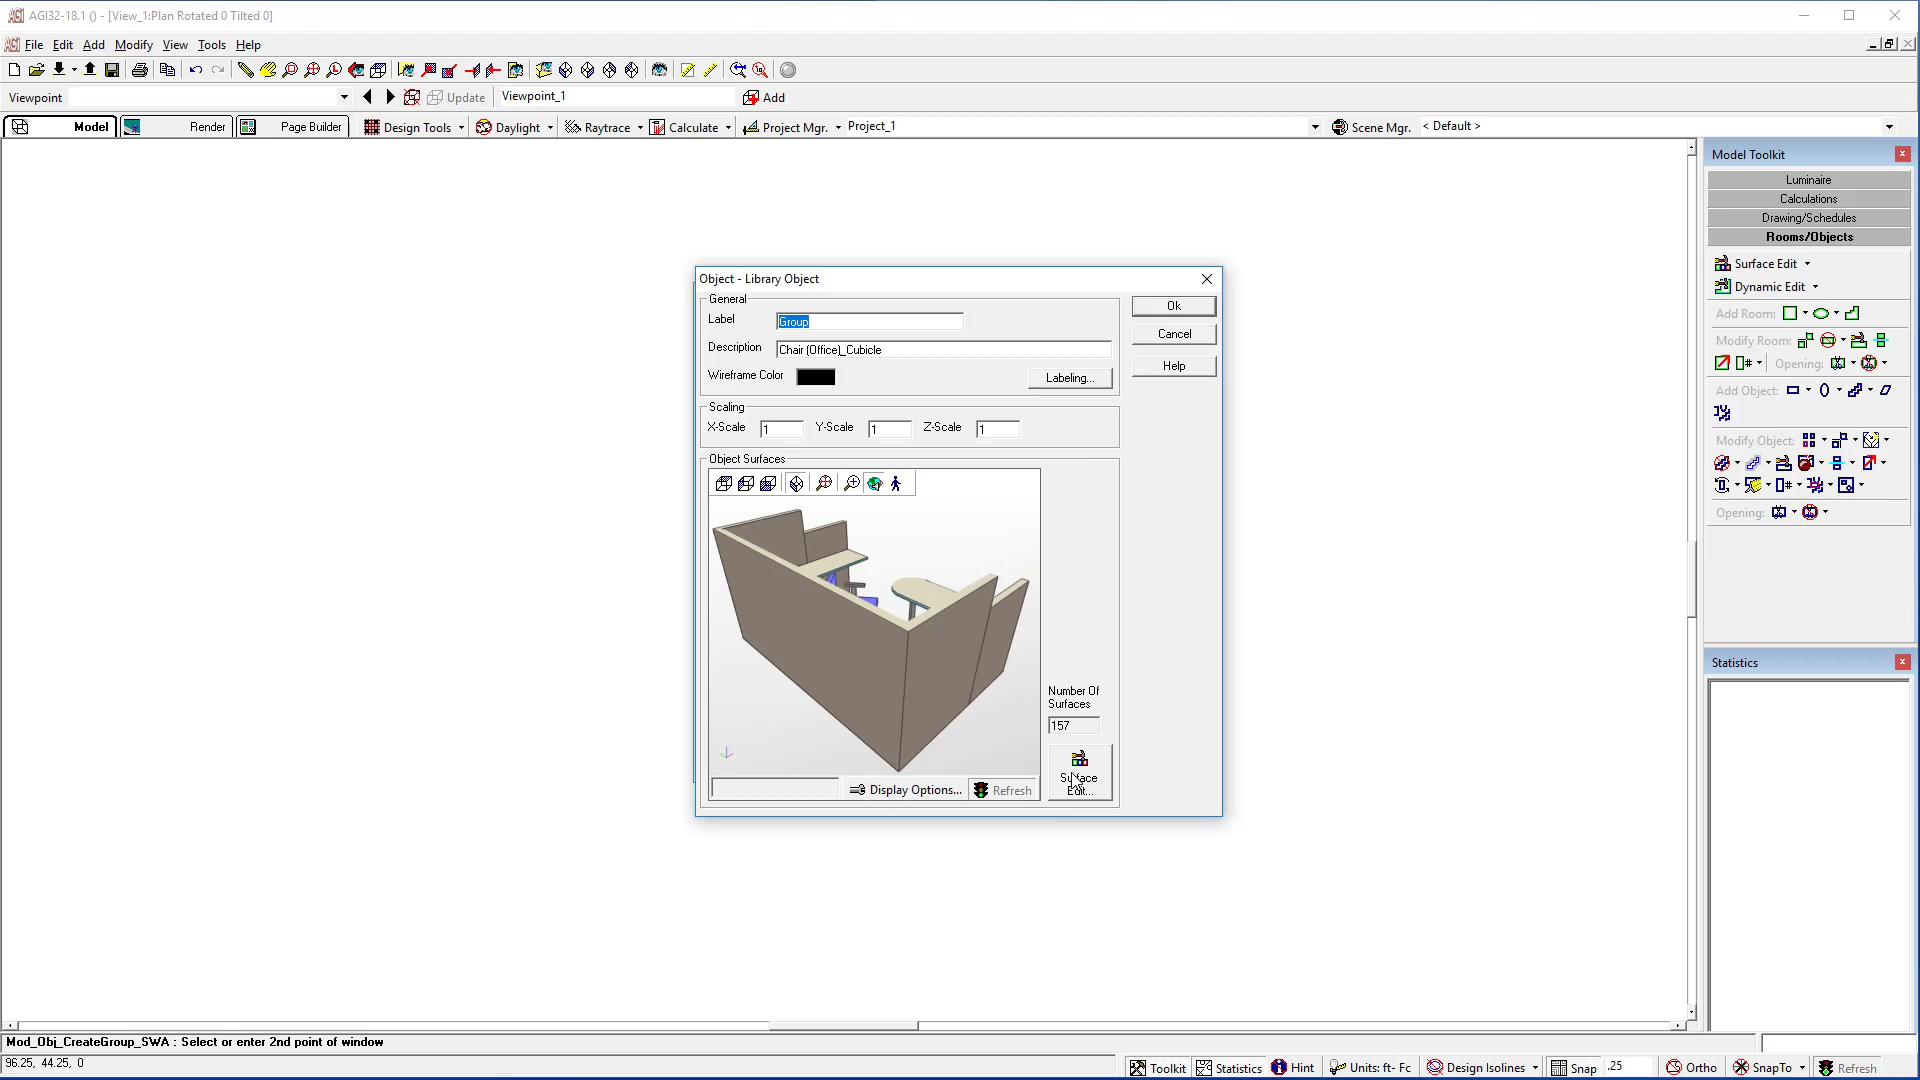 AGI32-18.1 () - [View_1:Plan Rotated 0 Tilted 0]
File Edit Add Modify View Tools Help
Viewpoint Update Viewpoint_1 Add
Model Render Page Builder Design Tools Daylight Raytrace Calculate Project Mgr. Project_1 Scene Mgr. < Default >
Model Toolkit
Luminaire
Calculations
Drawing/Schedules
Rooms/Objects
Surface Edit
Dynamic Edit
Add Room:
Modify Room:
Opening:
Add Object:
Modify Object:
Opening:
Statistics
Object - Library Object
General
Label Group
Description Chair (Office)_Cubicle
Wireframe Color Labeling...
Ok
Cancel
Help
Scaling
X-Scale 1 Y-Scale 1 Z-Scale 1
Object Surfaces
Number Of
Surfaces
157
Surface
Edit...
Display Options... Refresh
Mod_Obj_CreateGroup_SWA : Select or enter 2nd point of window
96.25, 44.25, 0
Toolkit Statistics Hint Units: ft- Fc Design Isolines Snap .25 Ortho SnapTo Refresh